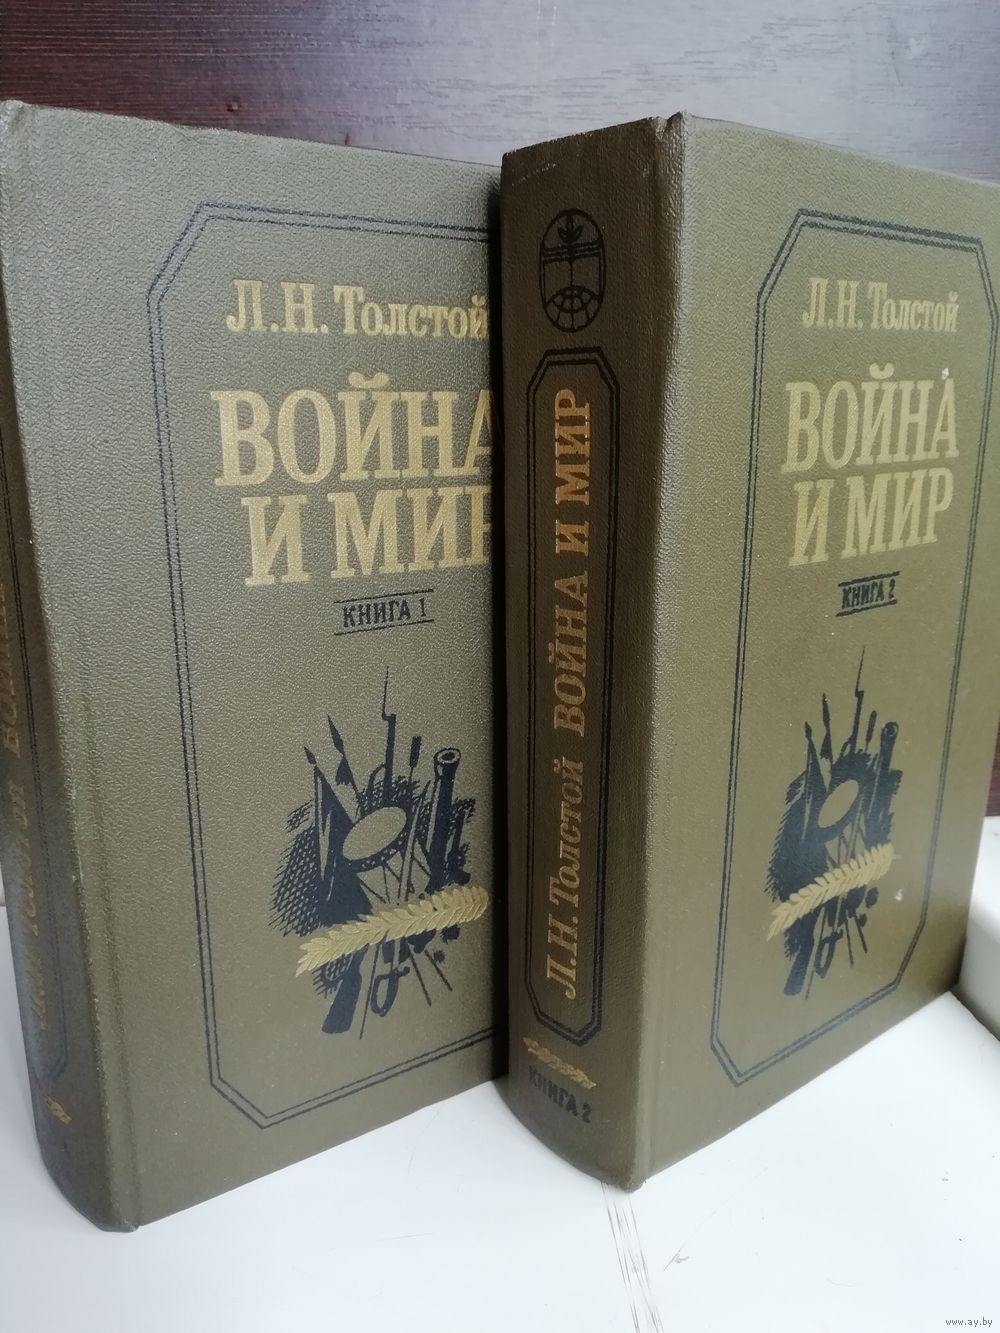 Л.Н. Толстой
ВОЙНА
И МИР
КНИГА 1
Л.Н. Толстой ВОЙНА И МИР
КНИГА 2
Л.Н. Толстой
ВОЙНА
И МИР
КНИГА 2
www.ay.by